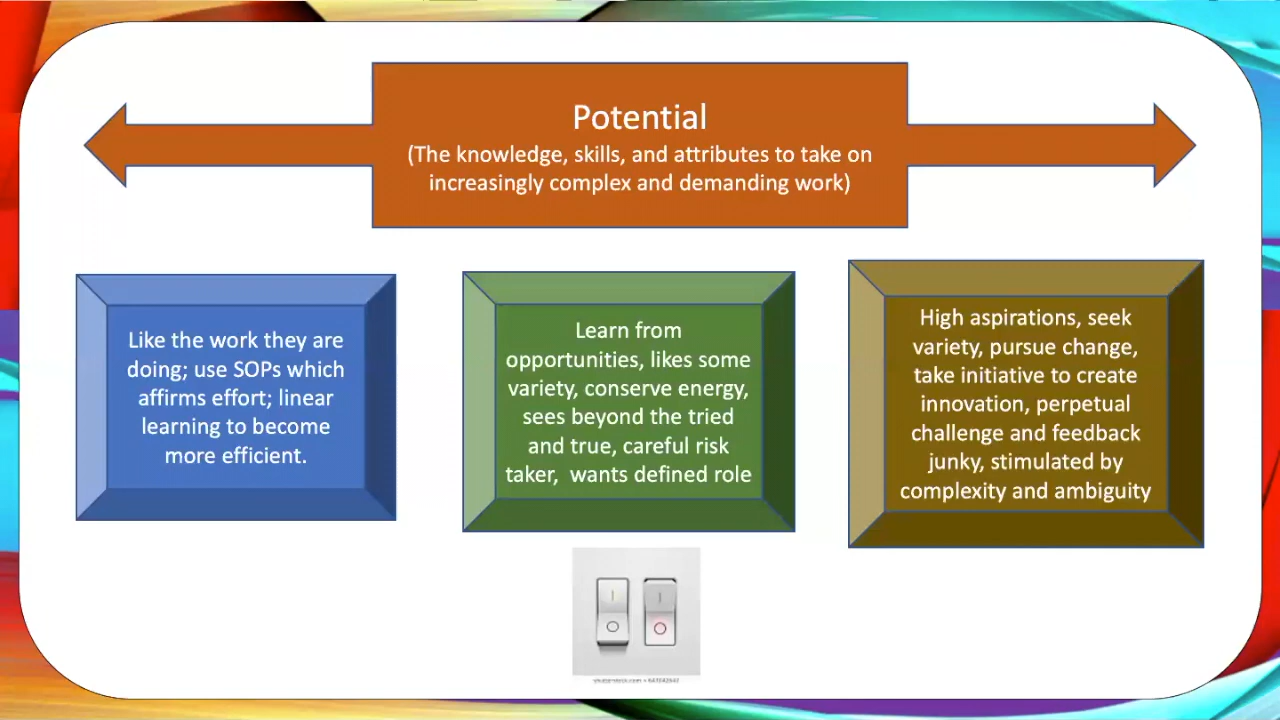 Potential
(The knowledge, skills, and attributes to take on
increasingly complex and demanding work)
Like the work they are
doing; use SOPs which
affirms effort; linear
learning to become
more efficient.
Learn from
opportunities, likes some
variety, conserve energy,
sees beyond the tried
and true, careful risk
taker,  wants defined role
High aspirations, seek
variety, pursue change,
take initiative to create
innovation, perpetual
challenge and feedback
junky, stimulated by
complexity and ambiguity